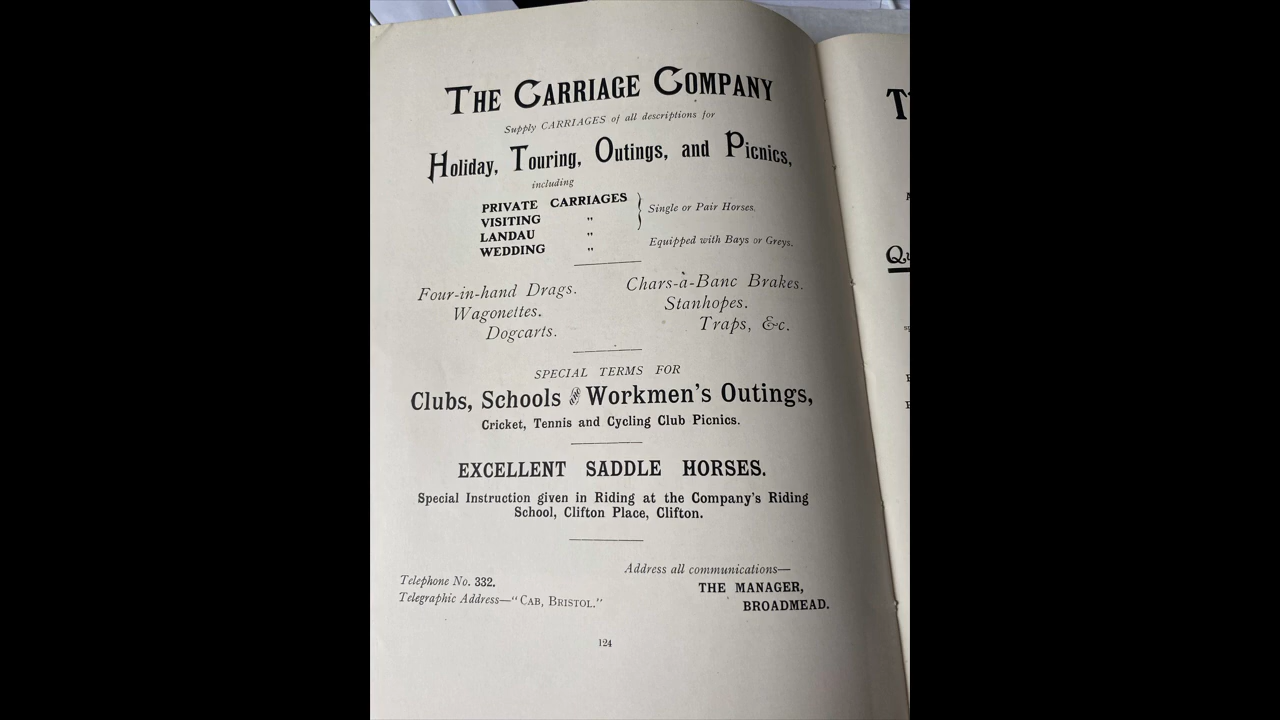 THE CARRIAGE COMPANY
Supply CARRIAGES of all descriptions for
Holiday, Touring, Outings, and Picnics,
including
PRIVATE CARRIAGES } Single or Pair Horses.
VISITING "
LANDAU " Equipped with Bays or Greys.
WEDDING "
Four-in-hand Drags. Chars-à-Banc Brakes.
Wagonettes. Stanhopes.
Dogcarts. Traps, &c.
SPECIAL TERMS FOR
Clubs, Schools & Workmen's Outings,
Cricket, Tennis and Cycling Club Picnics.
EXCELLENT SADDLE HORSES.
Special Instruction given in Riding at the Company's Riding
School, Clifton Place, Clifton.
Address all communications—
Telephone No. 332. THE MANAGER,
Telegraphic Address—"CAB, BRISTOL." BROADMEAD.
124